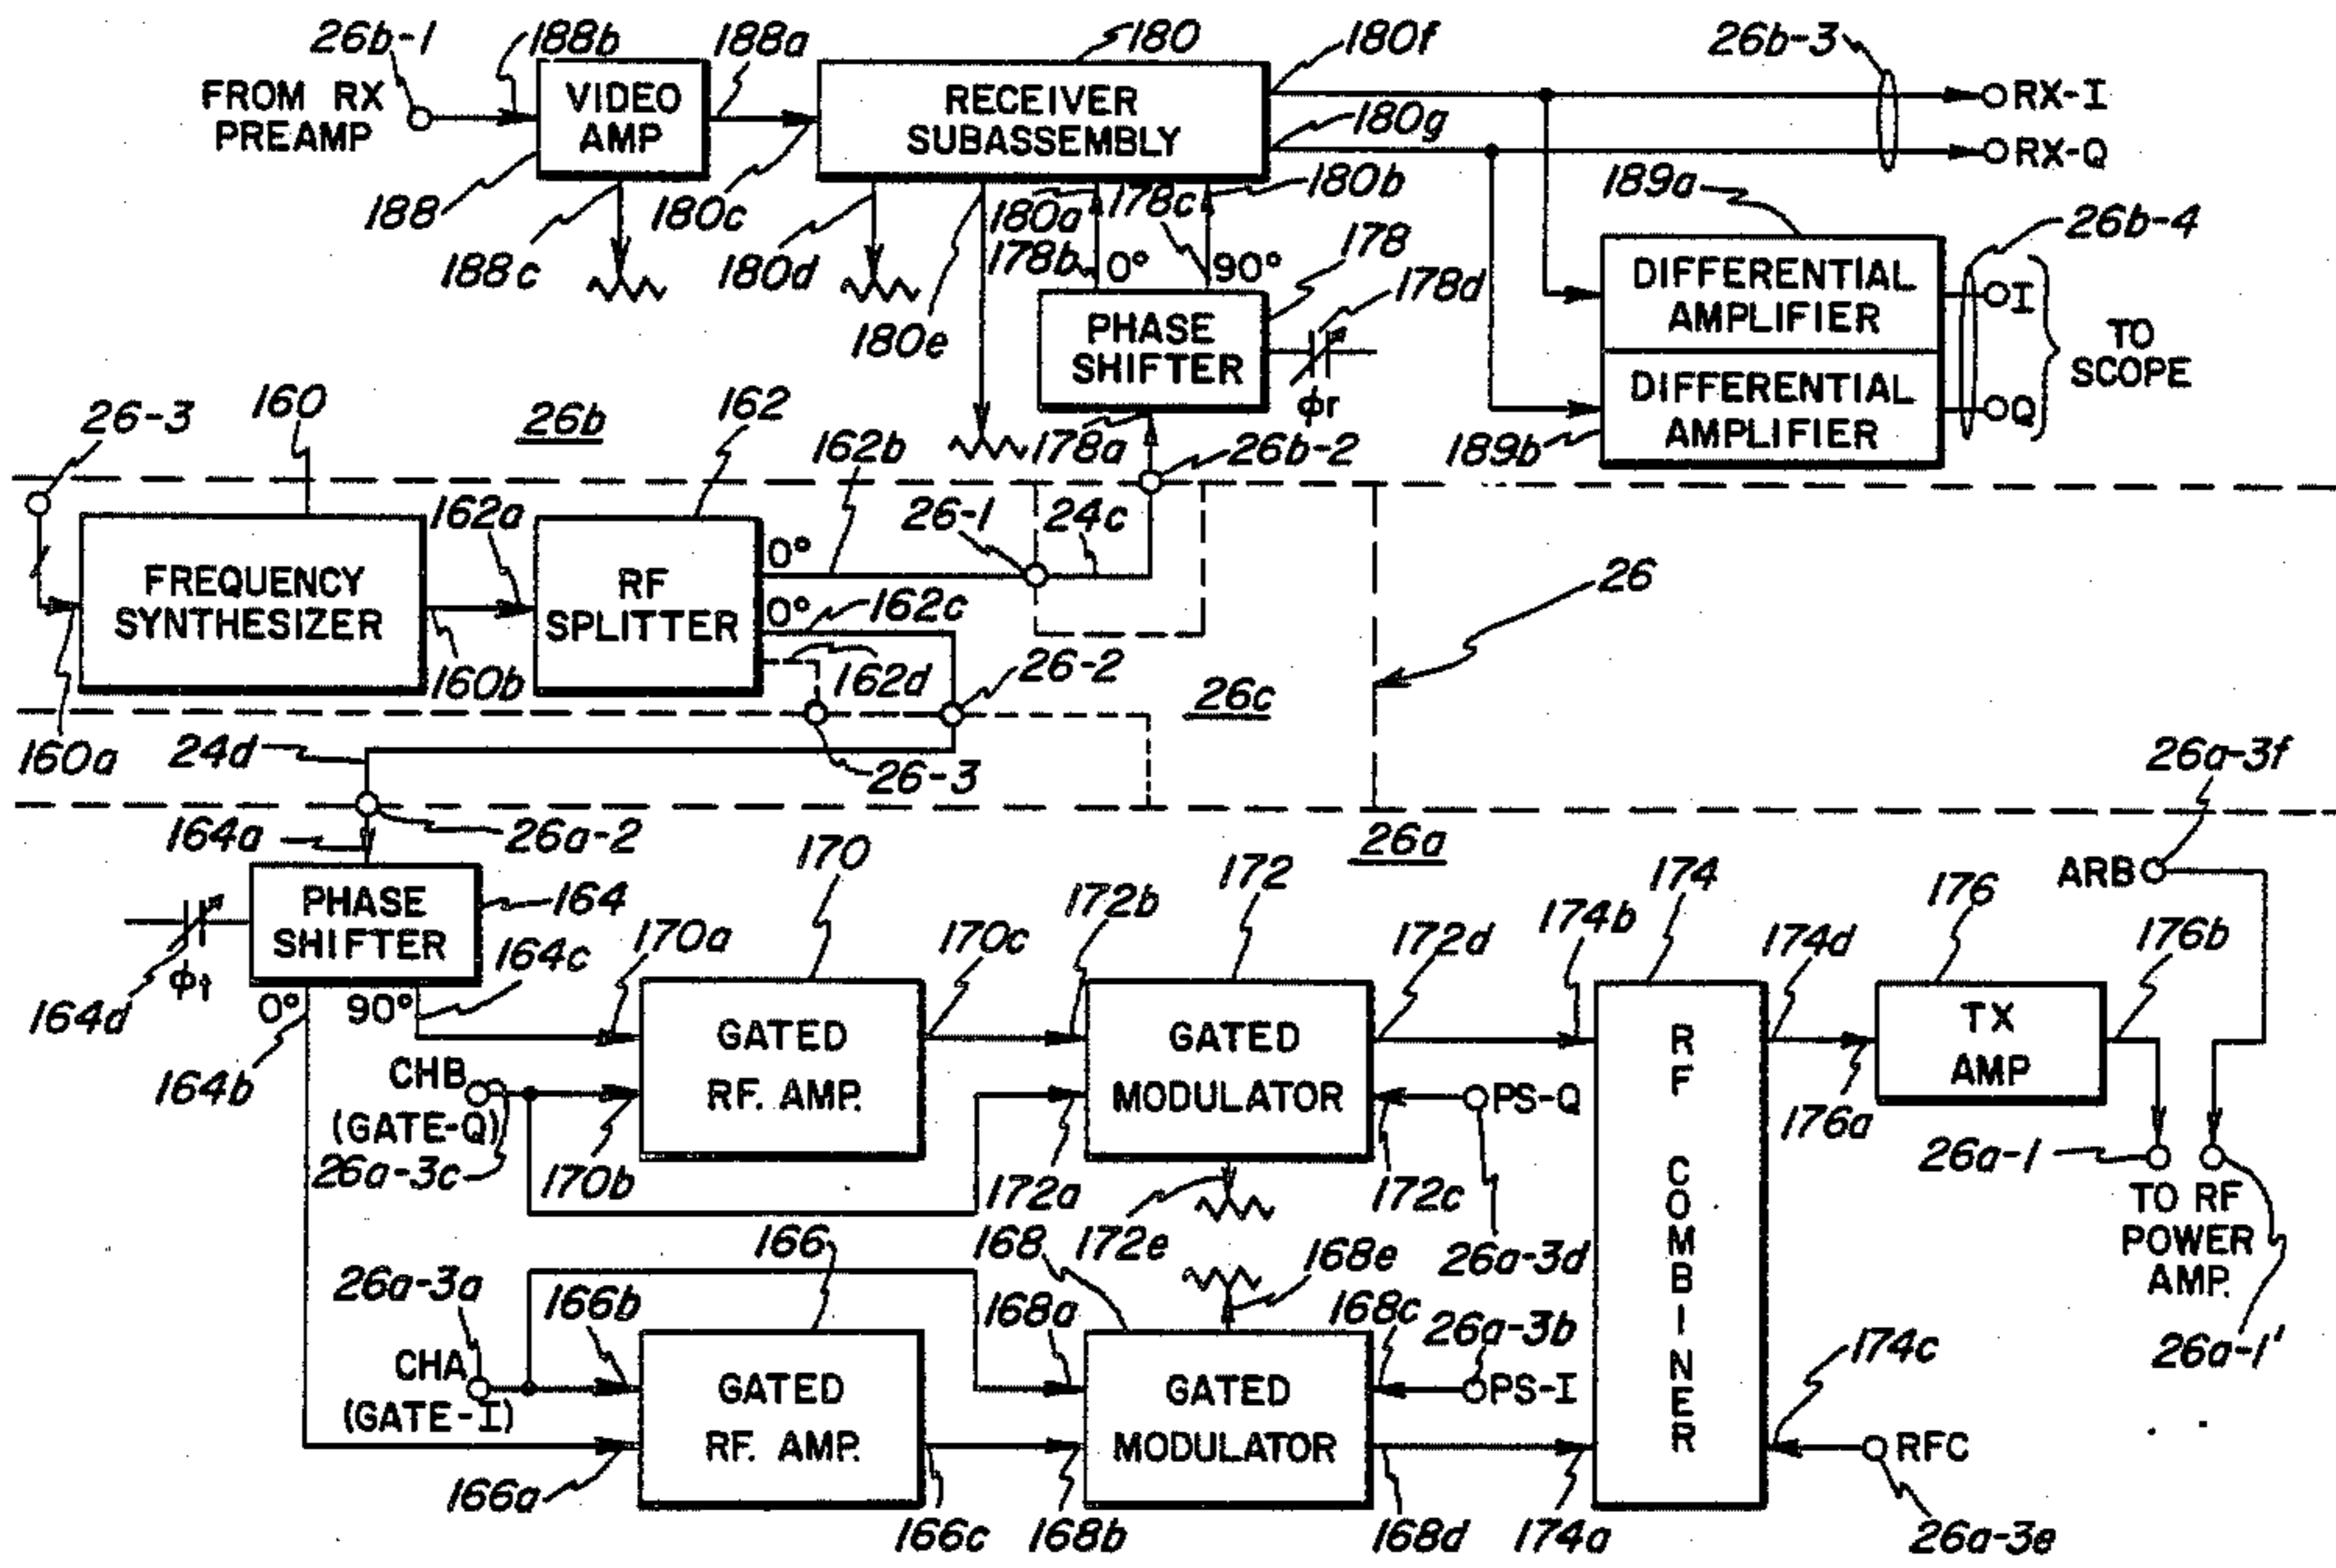 26b-1
188b
188a
180
180f
26b-3
FROM RX
PREAMP
VIDEO
AMP
RECEIVER
SUBASSEMBLY
RX-I
180g
RX-Q
188
180c
180a
178c
180b
189a
26b-4
188c
180d
178b
0°
90°
178
178d
DIFFERENTIAL
AMPLIFIER
I
180e
PHASE
SHIFTER
φr
TO
SCOPE
DIFFERENTIAL
AMPLIFIER
Q
26-3
160
26b
162
162b
178a
26b-2
189b
162a
26-1
24c
FREQUENCY
SYNTHESIZER
RF
SPLITTER
0°
0°
162c
26
160b
162d
26-2
26c
160a
24d
26-3
26a-3f
164a
26a-2
26a
170
172
174
176
ARB
PHASE
SHIFTER
164
164c
170a
170c
172b
172d
174b
174d
176b
164d
φt
0°
90°
GATED
RF. AMP.
GATED
MODULATOR
RF COMBINER
TX
AMP
164b
CHB
(GATE-Q)
26a-3c
170b
172a
PS-Q
172c
176a
26a-1
172e
26a-3d
TO RF
POWER
AMP.
26a-1'
166
168
168e
26a-3a
166b
168a
168c
26a-3b
CHA
(GATE-I)
GATED
RF. AMP.
GATED
MODULATOR
PS-I
174c
RFC
166a
166c
168b
168d
174a
26a-3e